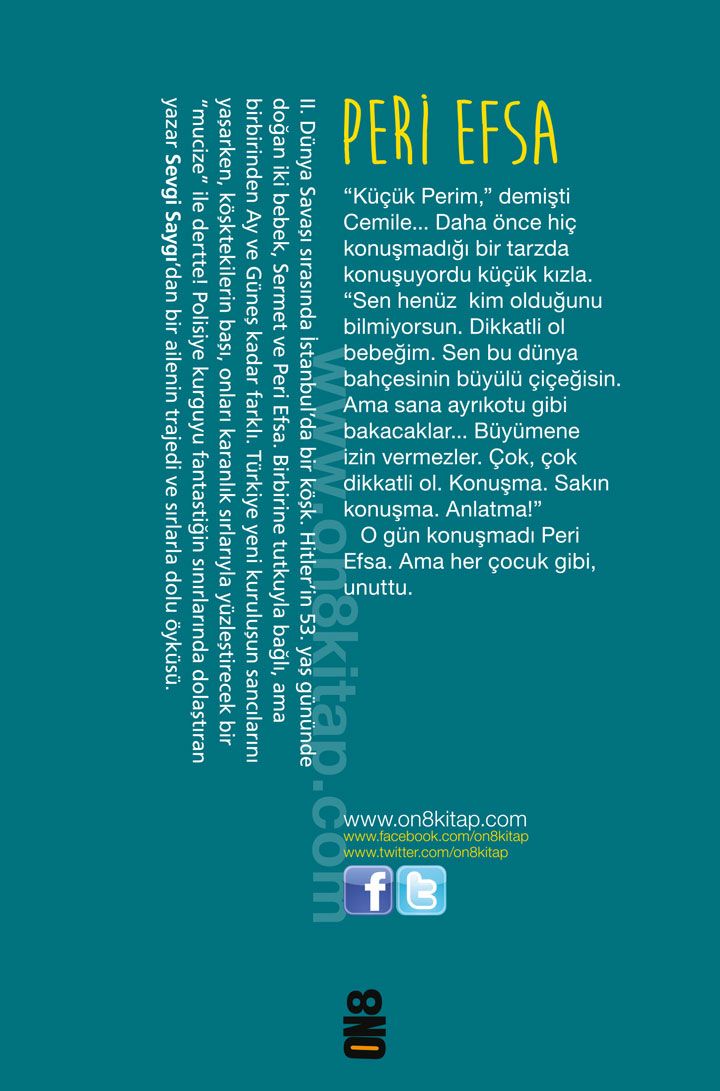 PERİ EFSA
“Küçük Perim,” demişti
Cemile... Daha önce hiç
konuşmadığı bir tarzda
konuşuyordu küçük kızla.
“Sen henüz kim olduğunu
bilmiyorsun. Dikkatli ol
bebeğim. Sen bu dünya
bahçesinin büyülü çiçeğisin.
Ama sana ayrıkotu gibi
bakacaklar... Büyümene
izin vermezler. Çok, çok
dikkatli ol. Konuşma. Sakın
konuşma. Anlatma!”
O gün konuşmadı Peri
Efsa. Ama her çocuk gibi,
unuttu.
II. Dünya Savaşı sırasında İstanbul’da bir köşk. Hitler’in 53. yaş gününde
doğan iki bebek, Sermet ve Peri Efsa. Birbirine tutkuyla bağlı, ama
birbirinden Ay ve Güneş kadar farklı. Türkiye yeni kuruluşun sancılarını
yaşarken, köşktekilerin başı, onları karanlık sırlarıyla yüzleştirecek bir
“mucize” ile dertte! Polisiye kurguyu fantastiğin sınırlarında dolaştıran
yazar Sevgi Saygı’dan bir ailenin trajedi ve sırlarla dolu öyküsü.
www.on8kitap.com
www.on8kitap.com
www.facebook.com/on8kitap
www.twitter.com/on8kitap
f t
ON8